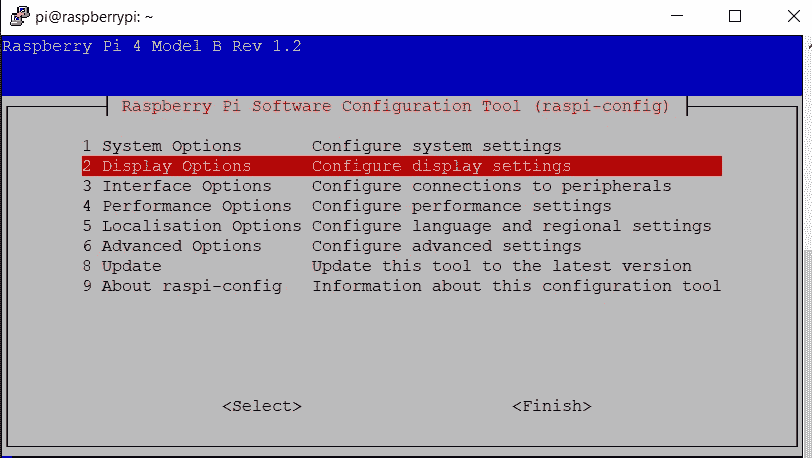 pi@raspberrypi: ~
Raspberry Pi 4 Model B Rev 1.2
Raspberry Pi Software Configuration Tool (raspi-config)
1 System Options Configure system settings
2 Display Options Configure display settings
3 Interface Options Configure connections to peripherals
4 Performance Options Configure performance settings
5 Localisation Options Configure language and regional settings
6 Advanced Options Configure advanced settings
8 Update Update this tool to the latest version
9 About raspi-config Information about this configuration tool
<Select> <Finish>